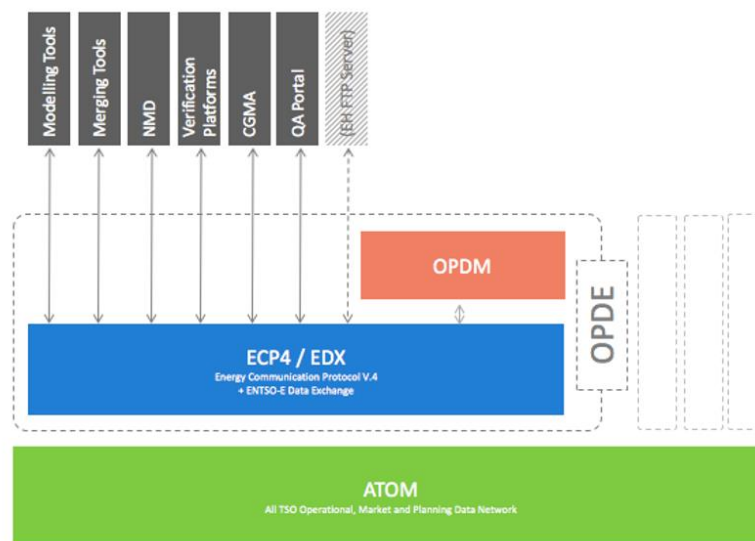 Modelling Tools
Merging Tools
NMD
Verification
Platforms
CGMA
QA Portal
(EH FTP Server)
OPDM
OPDE
ECP4 / EDX
Energy Communication Protocol V.4
+ ENTSO-E Data Exchange
ATOM
All TSO Operational, Market and Planning Data Network